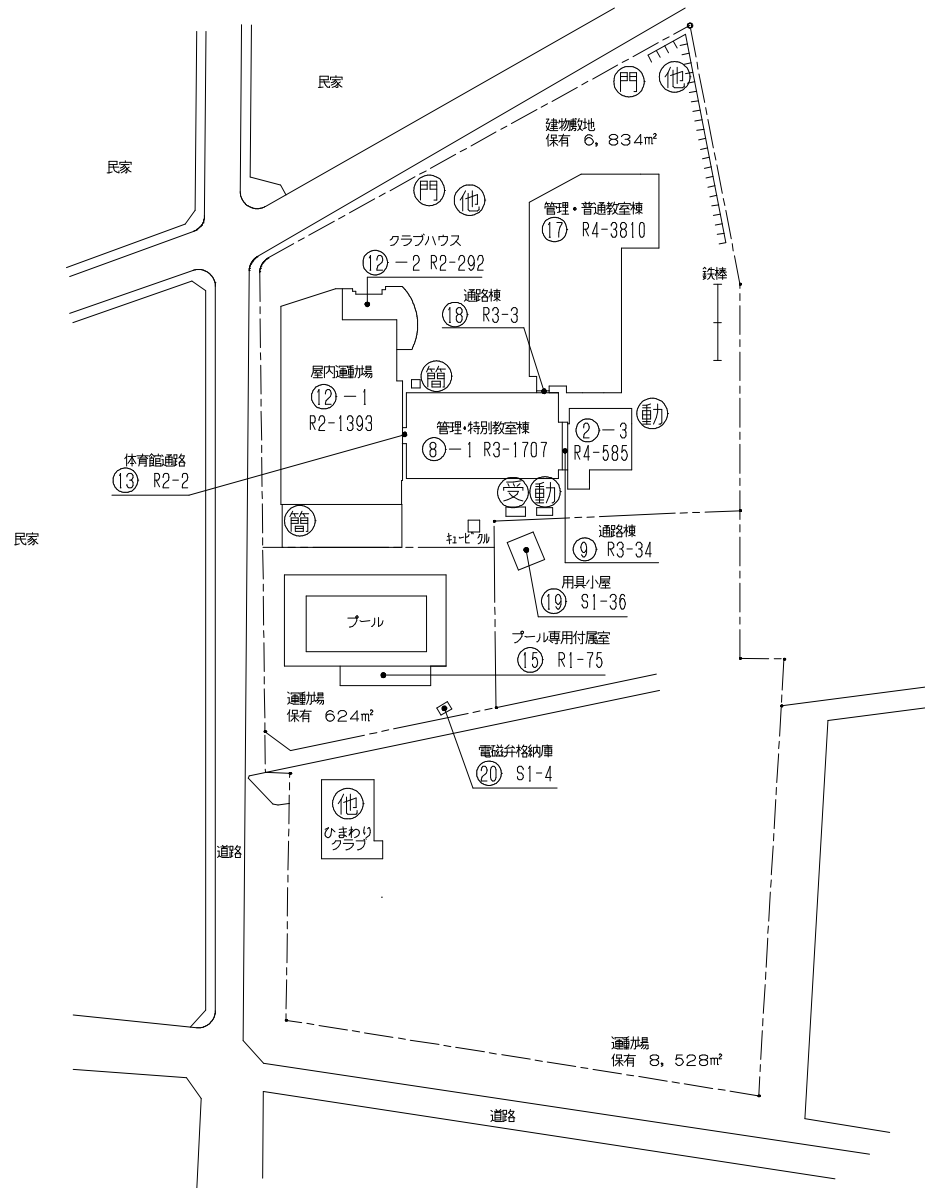 民家
民家
門 他
建物敷地
保有 6, 834㎡
門 他
管理・普通教室棟
⑰ R4-3810
クラブハウス
⑫-2 R2-292
鉄棒
通路棟
⑱ R3-3
屋内運動場
⑫-1
R2-1393
簡
管理・特別教室棟
⑧-1 R3-1707
動
②-3
R4-585
体育館通路
⑬ R2-2
受 動
簡
キュービクル
民家
通路棟
⑨ R3-34
用具小屋
⑲ S1-36
プール
プール専用付属室
⑮ R1-75
運動場
保有 624㎡
電磁弁格納庫
⑳ S1-4
他
ひまわり
クラブ
道路
運動場
保有 8, 528㎡
道路